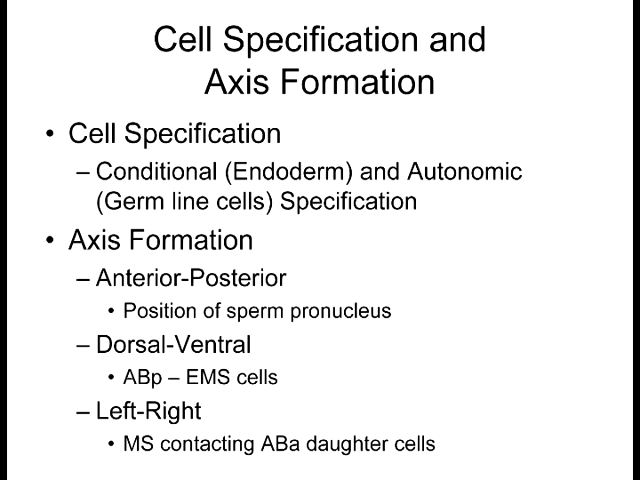 Cell Specification and
Axis Formation
• Cell Specification
– Conditional (Endoderm) and Autonomic
(Germ line cells) Specification
• Axis Formation
– Anterior-Posterior
• Position of sperm pronucleus
– Dorsal-Ventral
• ABp – EMS cells
– Left-Right
• MS contacting ABa daughter cells